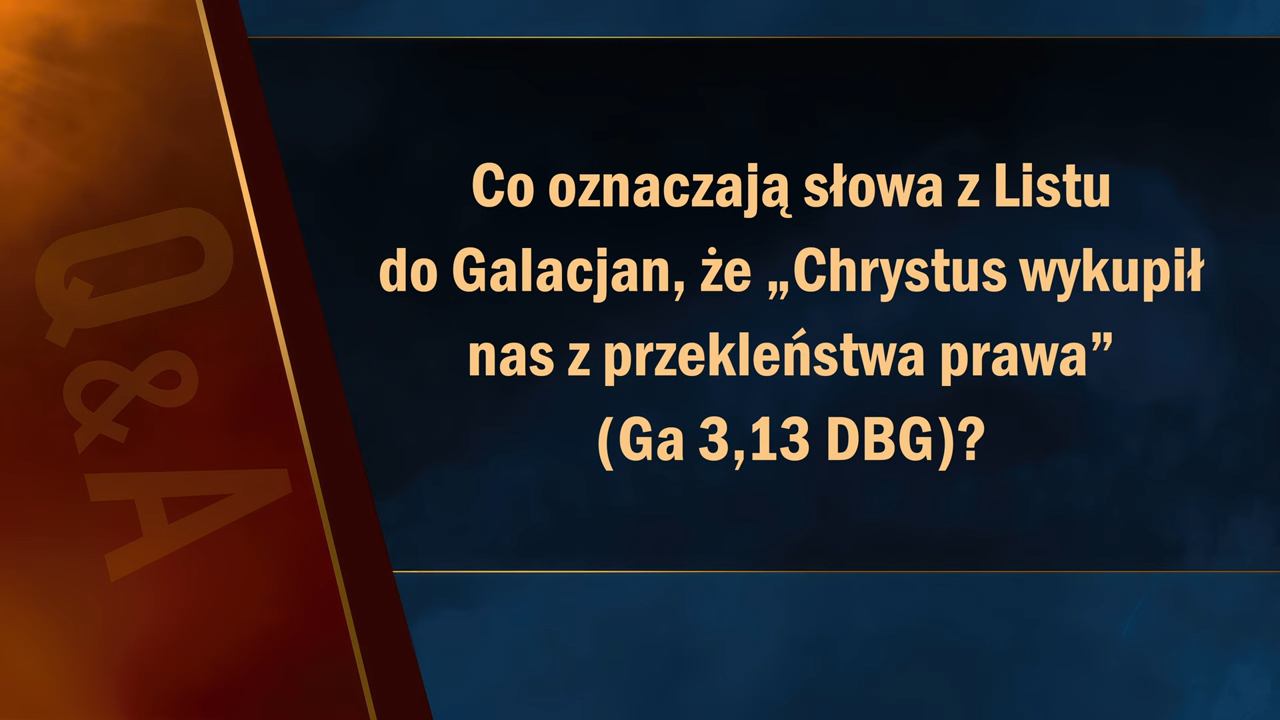 Q&A
Co oznaczają słowa z Listu
do Galacjan, że „Chrystus wykupił
nas z przekleństwa prawa”
(Ga 3,13 DBG)?